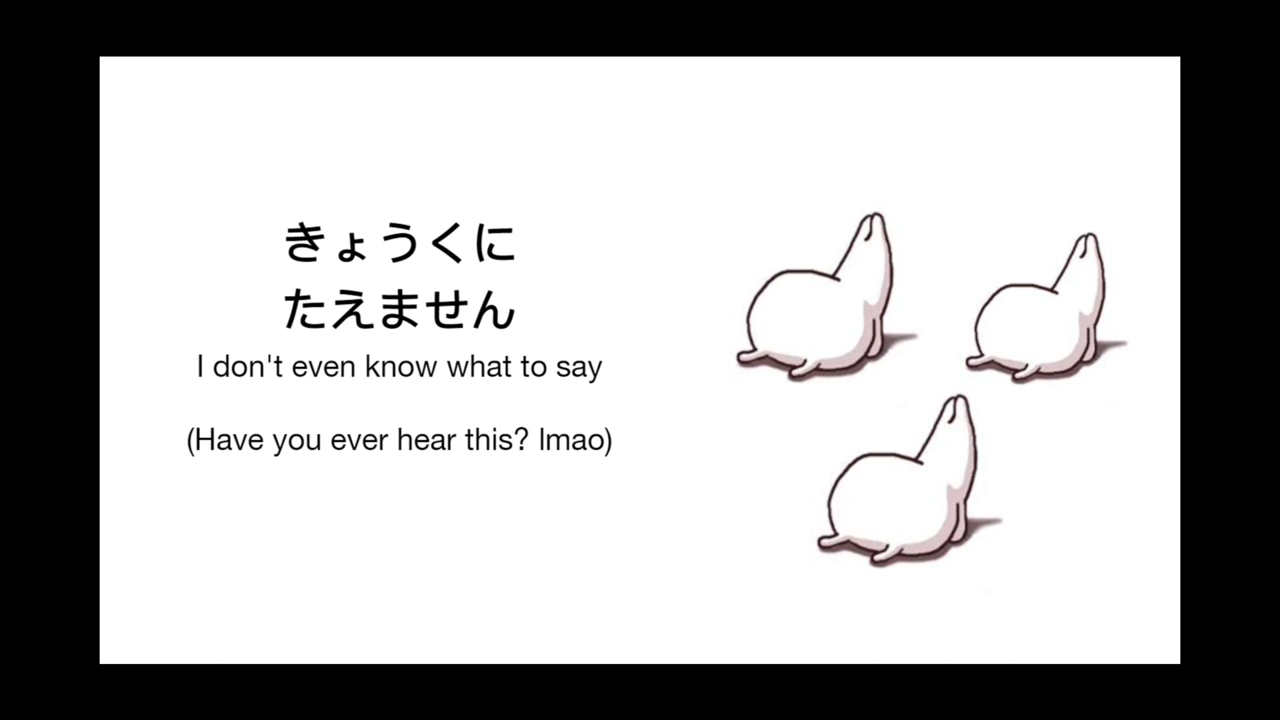 きょうくに
たえません
I don't even know what to say
(Have you ever hear this? lmao)